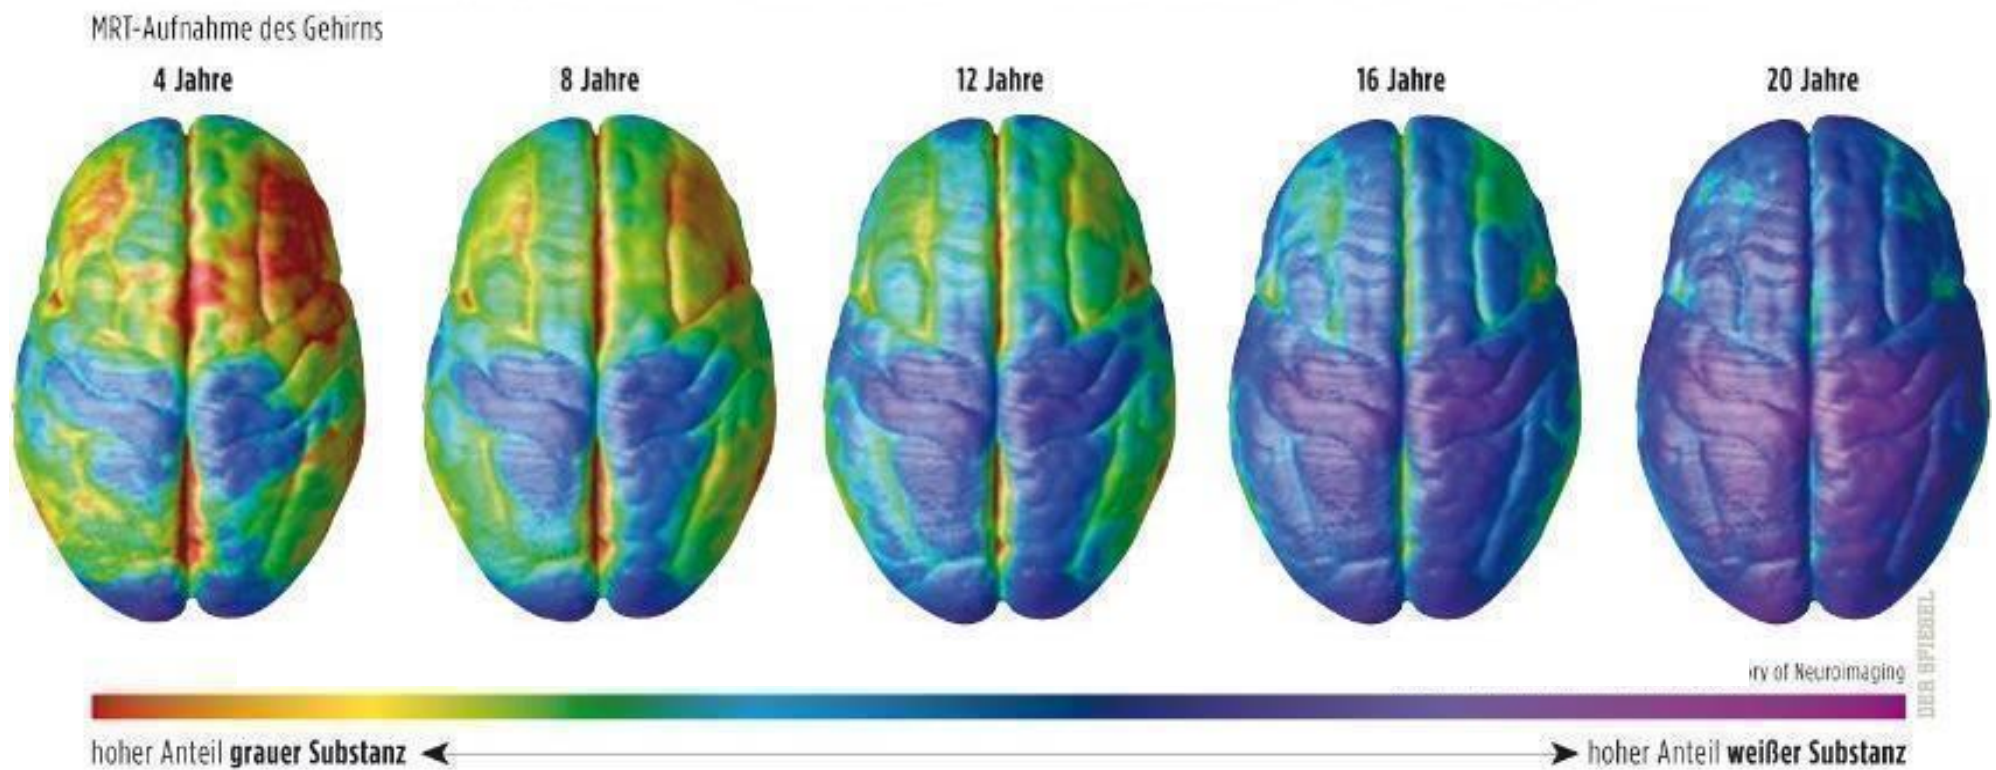 MRT-Aufnahme des Gehirns
4 Jahre
8 Jahre
12 Jahre
16 Jahre
20 Jahre
ry of Neuroimaging
DER SPIEGEL
hoher Anteil grauer Substanz
hoher Anteil weißer Substanz